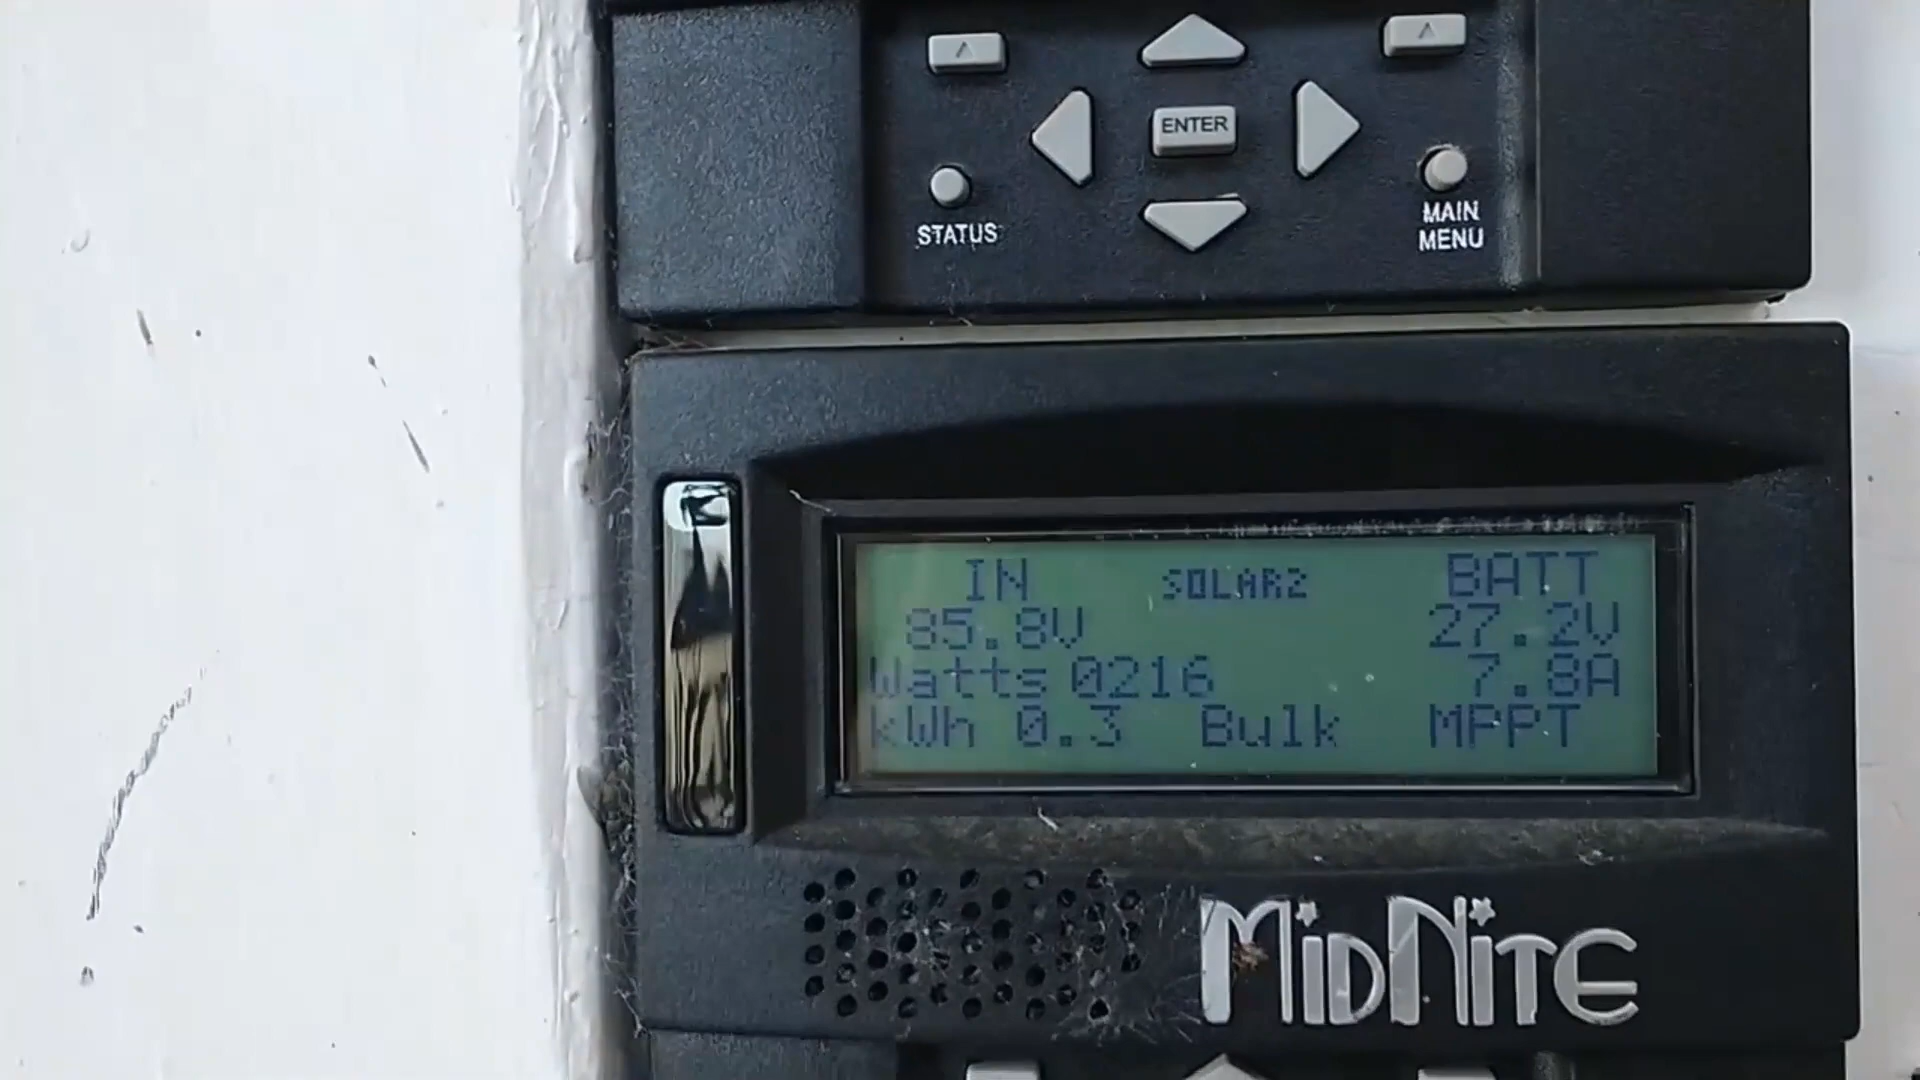 ENTER
STATUS
MAIN
MENU
IN SOLAR2 BATT
85.8V 27.2V
Watts 0216 7.8A
kWh 0.3 Bulk MPPT
MIDNITE